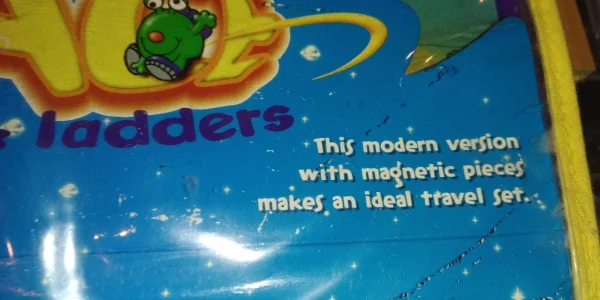 & ladders
This modern version
with magnetic pieces
makes an ideal travel set.